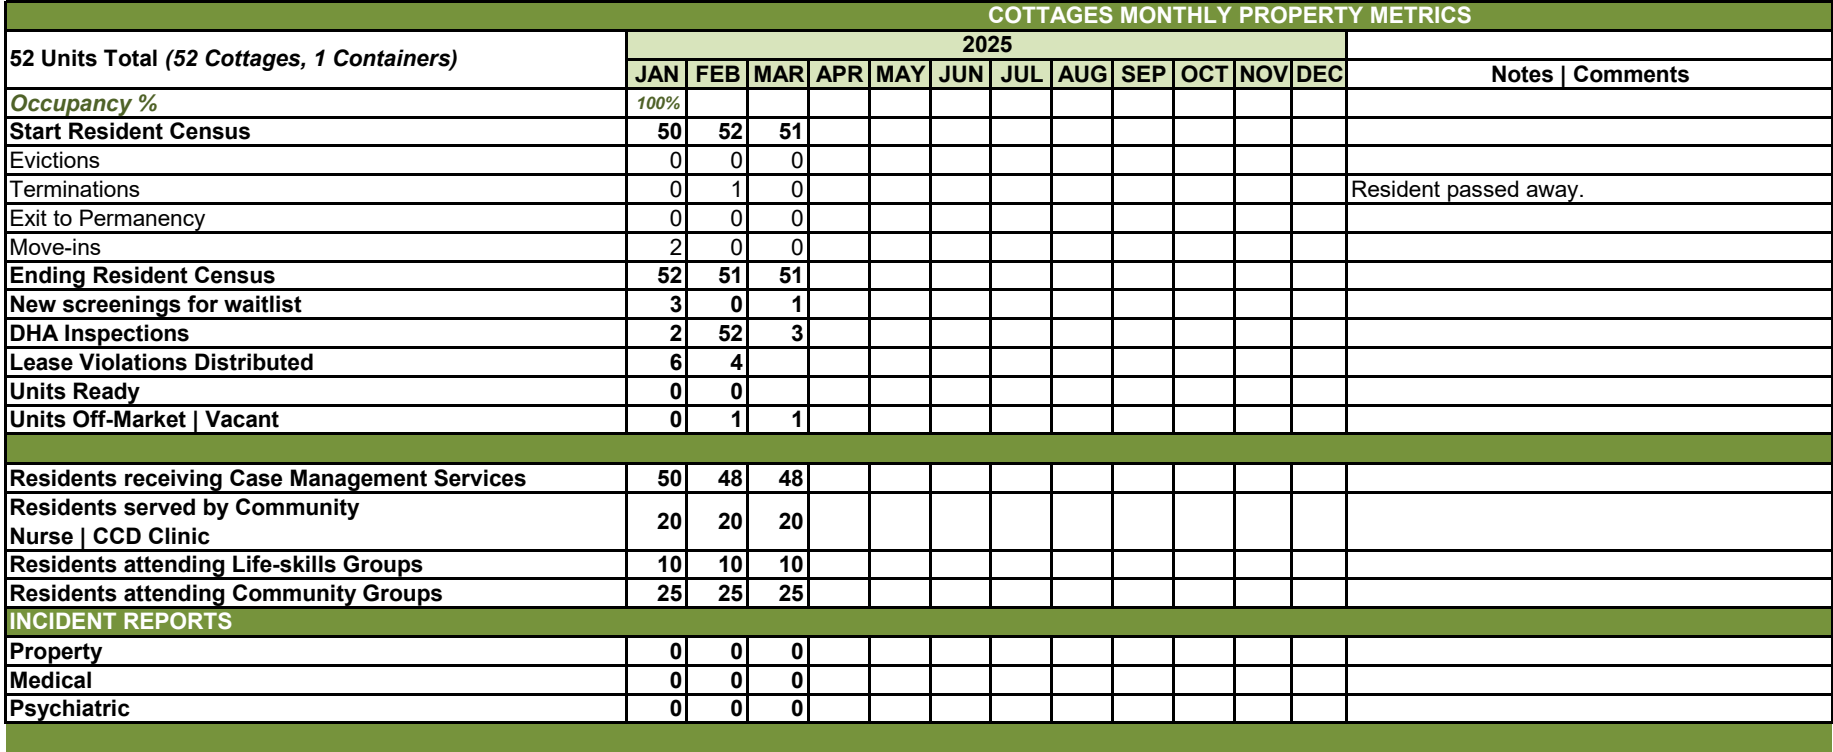 COTTAGES MONTHLY PROPERTY METRICS
52 Units Total (52 Cottages, 1 Containers)
2025
JAN FEB MAR APR MAY JUN JUL AUG SEP OCT NOV DEC Notes | Comments
Occupancy % 100%
Start Resident Census 50 52 51
Evictions 0 0 0
Terminations 0 1 0 Resident passed away.
Exit to Permanency 0 0 0
Move-ins 2 0 0
Ending Resident Census 52 51 51
New screenings for waitlist 3 0 1
DHA Inspections 2 52 3
Lease Violations Distributed 6 4
Units Ready 0 0
Units Off-Market | Vacant 0 1 1
Residents receiving Case Management Services 50 48 48
Residents served by Community
Nurse | CCD Clinic 20 20 20
Residents attending Life-skills Groups 10 10 10
Residents attending Community Groups 25 25 25
INCIDENT REPORTS
Property 0 0 0
Medical 0 0 0
Psychiatric 0 0 0